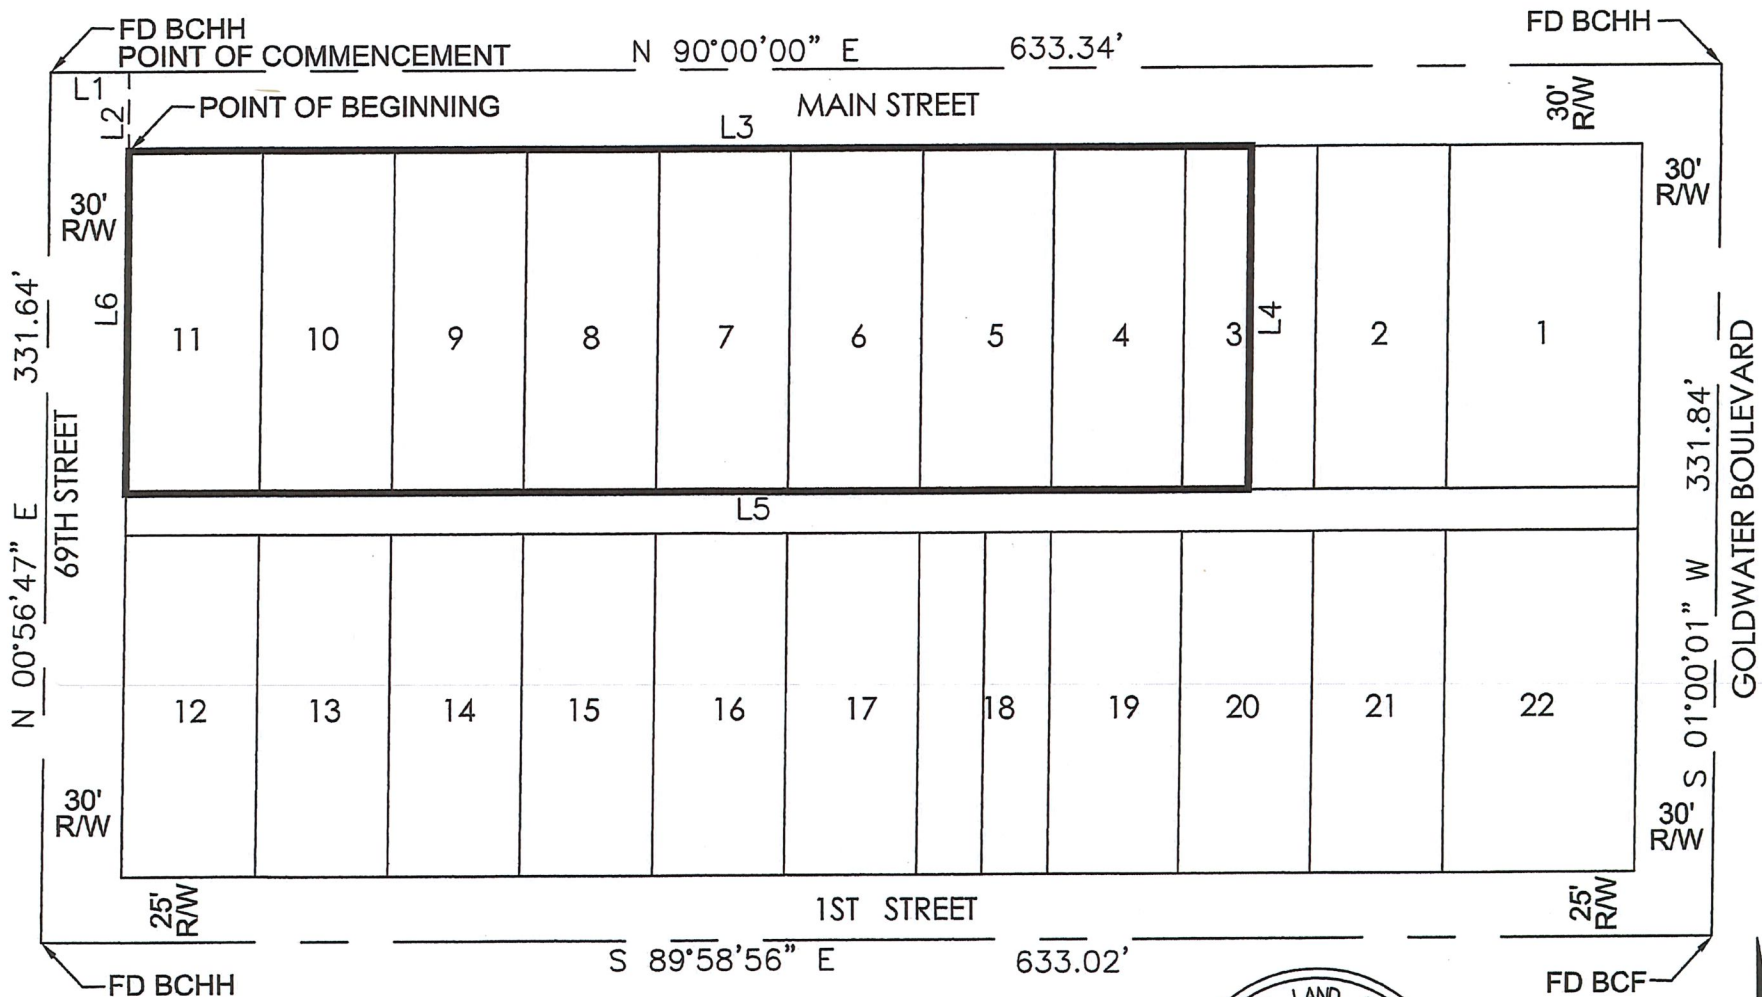 FD BCHH
POINT OF COMMENCEMENT
N 90°00'00" E 633.34'
FD BCHH
L1
L2
POINT OF BEGINNING
MAIN STREET
L3
30'
R/W
30'
R/W
30'
R/W
L6
L4
11 10 9 8 7 6 5 4 3 2 1
N 00°56'47" E 331.64'
69TH STREET
L5
S 01°00'01" W 331.84'
GOLDWATER BOULEVARD
12 13 14 15 16 17 18 19 20 21 22
30'
R/W
30'
R/W
25'
R/W
1ST STREET
25'
R/W
S 89°58'56" E 633.02'
FD BCHH
FD BCF
LAND